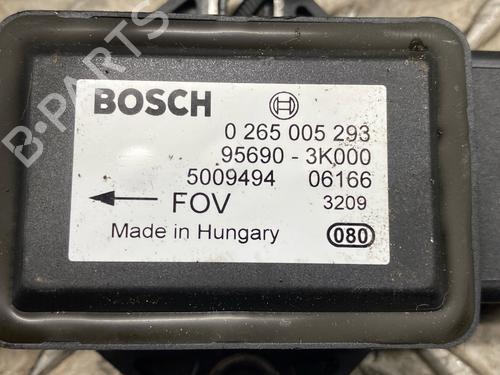 B-PARTS
BOSCH
0 265 005 293
95690 - 3K000
5009494 06166
FOV 3209
Made in Hungary 080